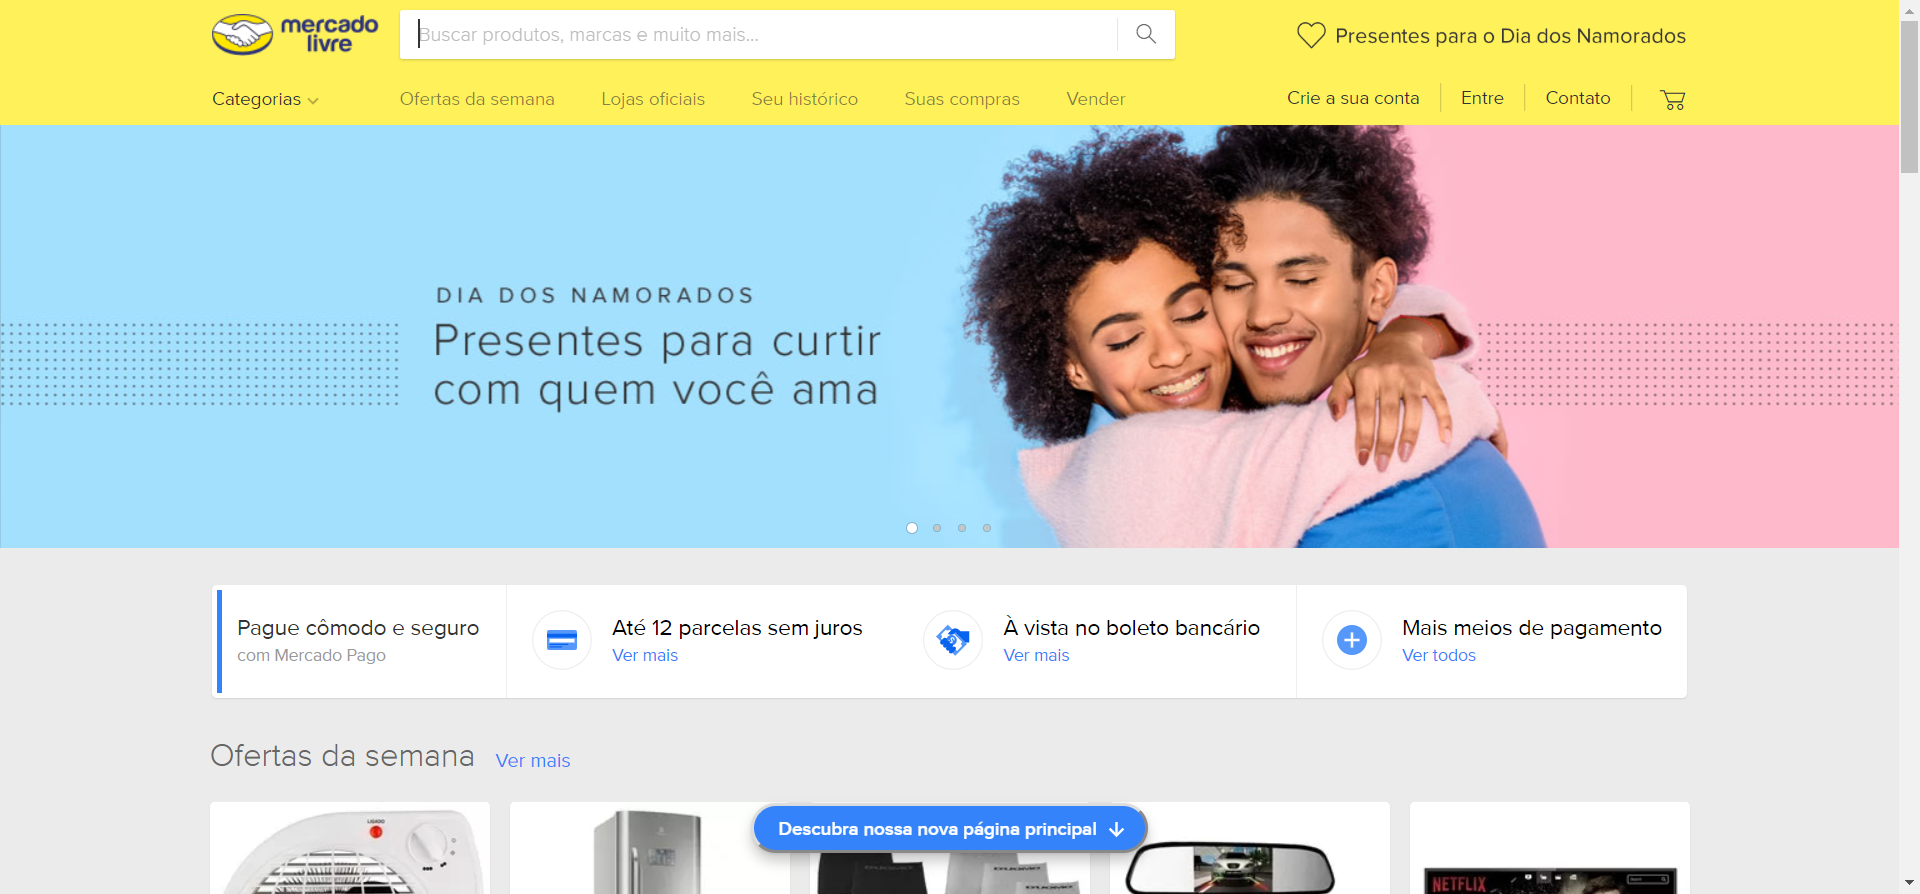 mercado
livre
Buscar produtos, marcas e muito mais...
Presentes para o Dia dos Namorados
Categorias
Ofertas da semana
Lojas oficiais
Seu histórico
Suas compras
Vender
Crie a sua conta
Entre
Contato
DIA DOS NAMORADOS
Presentes para curtir
com quem você ama
Pague cômodo e seguro
com Mercado Pago
Até 12 parcelas sem juros
Ver mais
À vista no boleto bancário
Ver mais
Mais meios de pagamento
Ver todos
Ofertas da semana
Ver mais
LIGADO
Descubra nossa nova página principal
NETFLIX